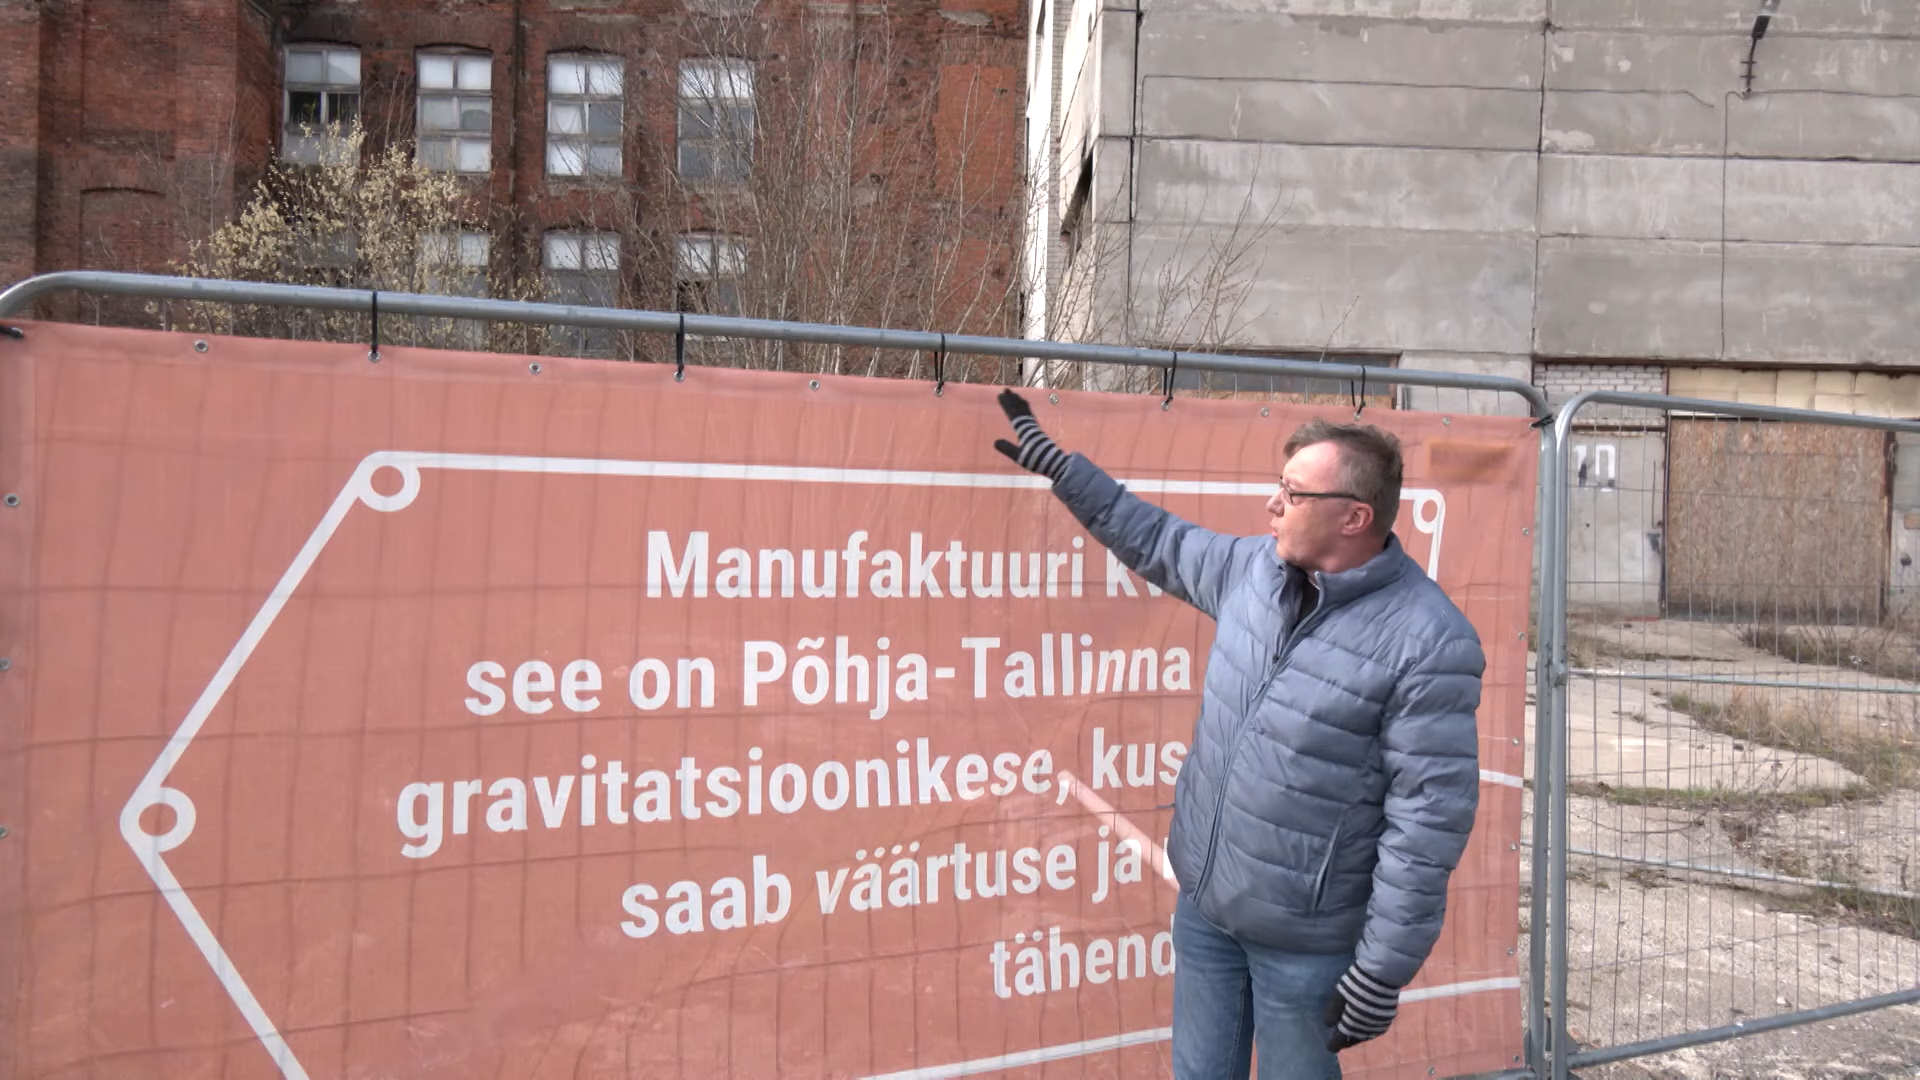 Manufaktuuri
see on Põhja-Tallinna
gravitatsioonikese, kus
saab väärtuse ja
tähend
10